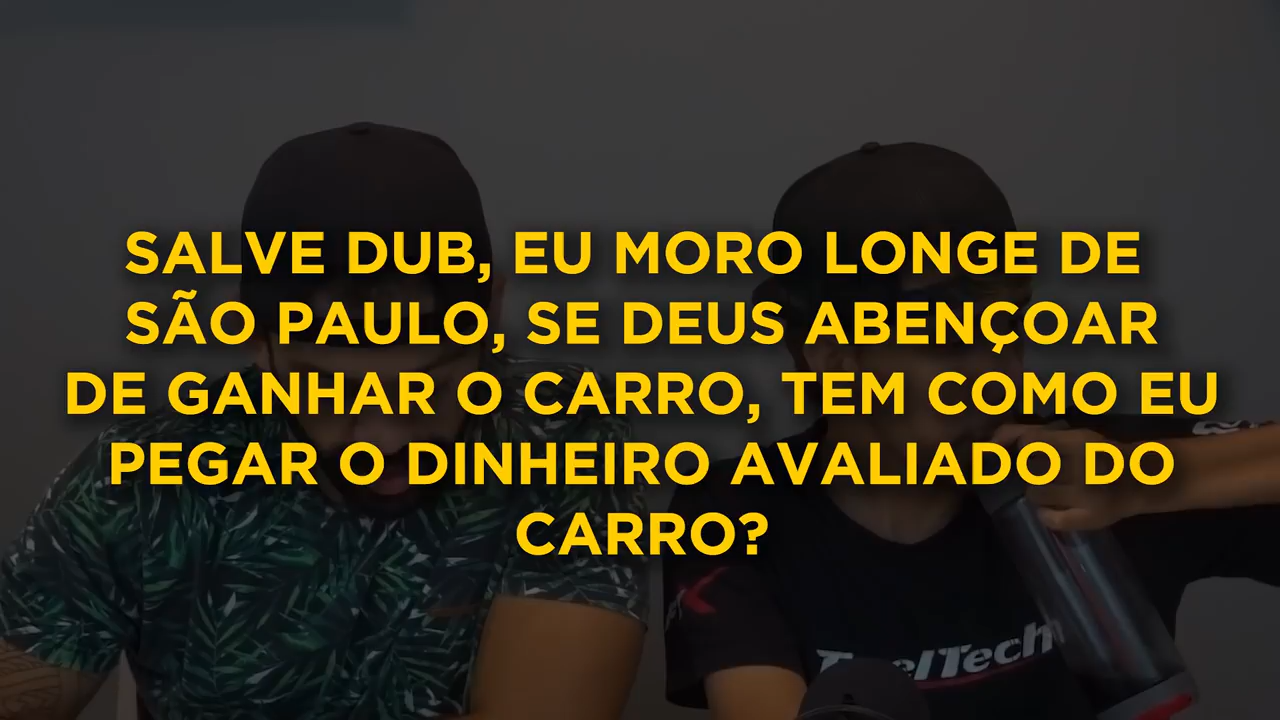 SALVE DUB, EU MORO LONGE DE
SÃO PAULO, SE DEUS ABENÇOAR
DE GANHAR O CARRO, TEM COMO EU
PEGAR O DINHEIRO AVALIADO DO
CARRO?